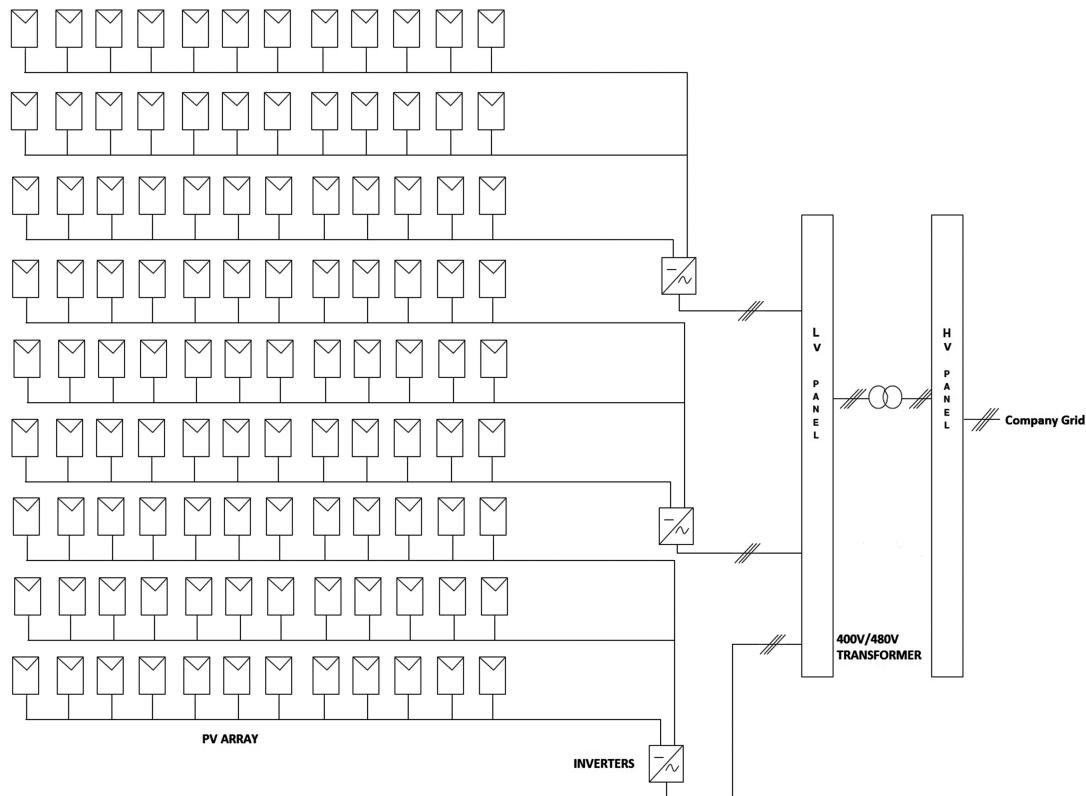 L
V
P
A
N
E
L
H
V
P
A
N
E
L
Company Grid
400V/480V
TRANSFORMER
PV ARRAY
INVERTERS